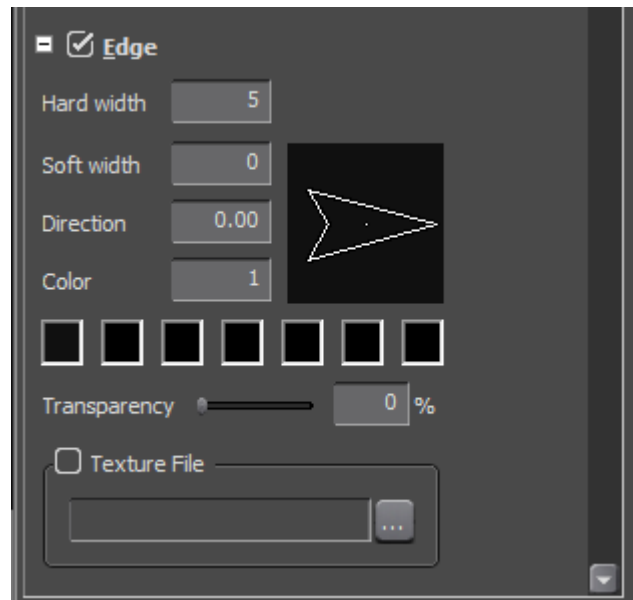 Edge
Hard width 5
Soft width 0
Direction 0.00
Color 1
Transparency 0 %
Texture File
...